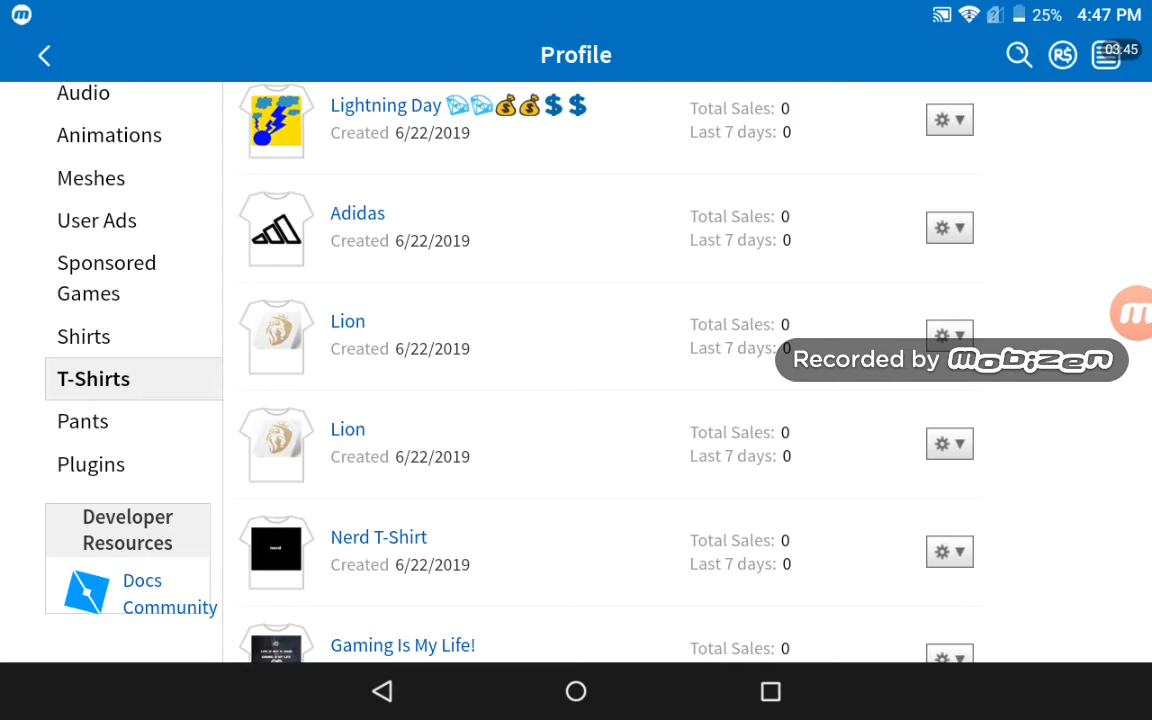 25% 4:47 PM
Profile
R$
03:45
Audio
Animations
Meshes
User Ads
Sponsored
Games
Shirts
T-Shirts
Pants
Plugins
Developer
Resources
Docs
Community
Lightning Day 💸💸💰💰💲💲
Created 6/22/2019
Total Sales: 0
Last 7 days: 0
Adidas
Created 6/22/2019
Total Sales: 0
Last 7 days: 0
Lion
Created 6/22/2019
Total Sales: 0
Last 7 days: 0
Recorded by mobizen
Lion
Created 6/22/2019
Total Sales: 0
Last 7 days: 0
nerd
Nerd T-Shirt
Created 6/22/2019
Total Sales: 0
Last 7 days: 0
Gaming Is My Life!
Total Sales: 0